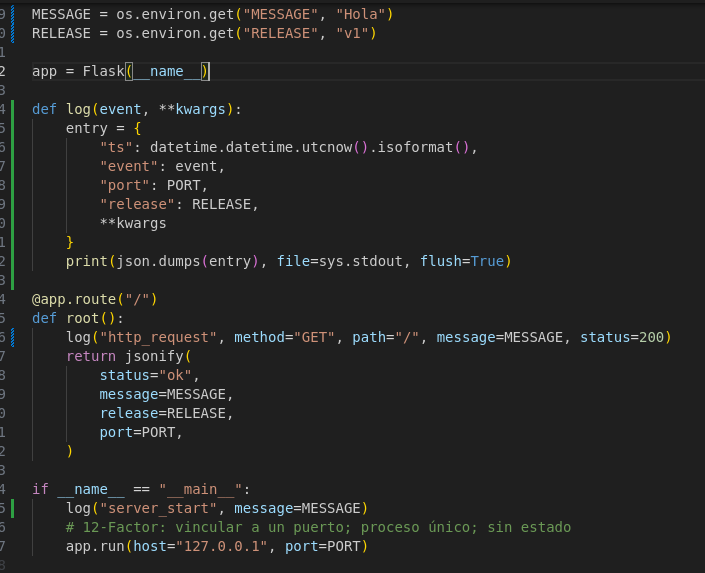 9 MESSAGE = os.environ.get("MESSAGE", "Hola")
0 RELEASE = os.environ.get("RELEASE", "v1")
1
2 app = Flask(__name__)
3
4 def log(event, **kwargs):
5     entry = {
6         "ts": datetime.datetime.utcnow().isoformat(),
7         "event": event,
8         "port": PORT,
9         "release": RELEASE,
0         **kwargs
1     }
2     print(json.dumps(entry), file=sys.stdout, flush=True)
3
4 @app.route("/")
5 def root():
6     log("http_request", method="GET", path="/", message=MESSAGE, status=200)
7     return jsonify(
8         status="ok",
9         message=MESSAGE,
0         release=RELEASE,
1         port=PORT,
2     )
3
4 if __name__ == "__main__":
5     log("server_start", message=MESSAGE)
6     # 12-Factor: vincular a un puerto; proceso único; sin estado
7     app.run(host="127.0.0.1", port=PORT)
8